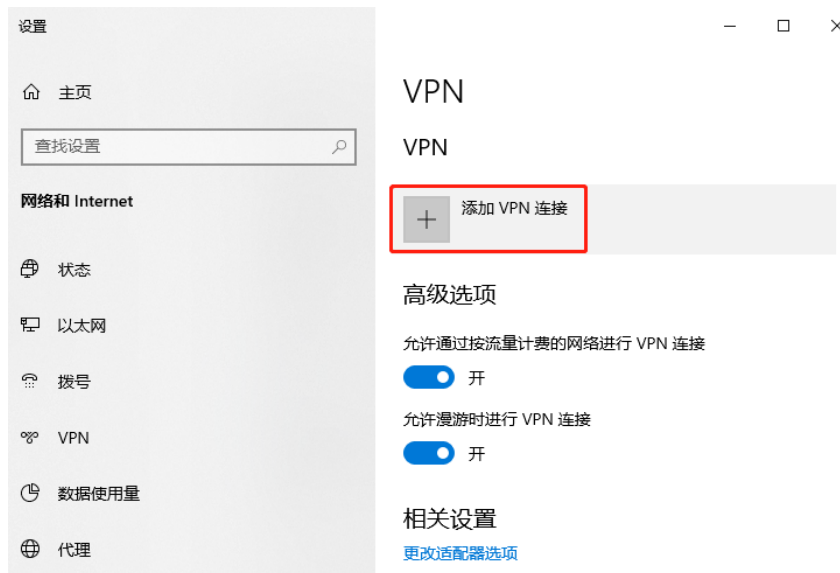 设置
主页
查找设置
网络和 Internet
状态
以太网
拨号
VPN
数据使用量
代理
VPN
VPN
添加 VPN 连接
高级选项
允许通过按流量计费的网络进行 VPN 连接
开
允许漫游时进行 VPN 连接
开
相关设置
更改适配器选项